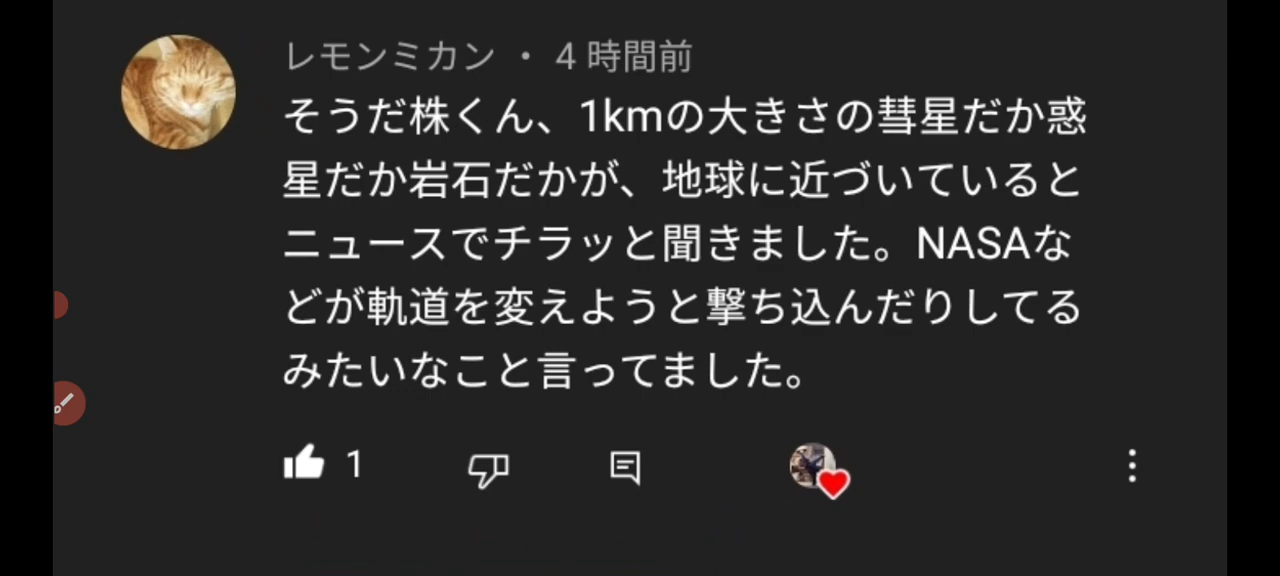 レモンミカン・4 時間前
そうだ株くん、1kmの大きさの彗星だか惑
星だか岩石だかが、地球に近づいていると
ニュースでチラッと聞きました。NASAな
どが軌道を変えようと撃ち込んだりしてる
みたいなこと言ってました。
1